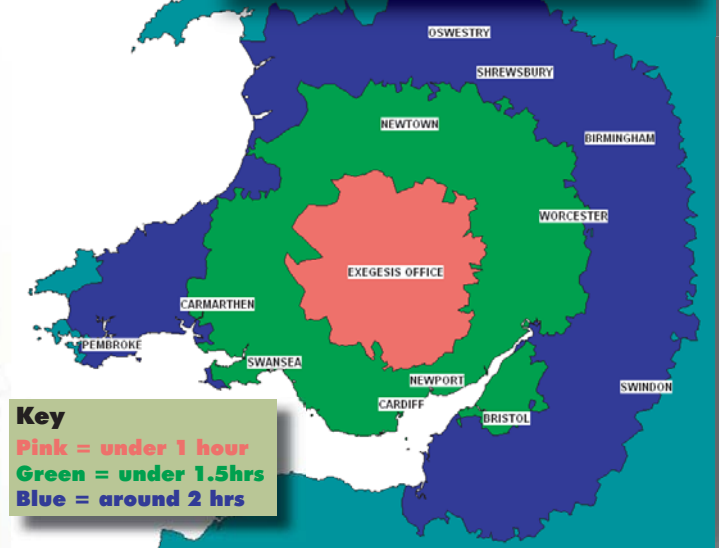 OSWESTRY
SHREWSBURY
NEWTOWN
BIRMINGHAM
WORCESTER
EXEGESIS OFFICE
CARMARTHEN
PEMBROKE
SWANSEA
NEWPORT
SWINDON
CARDIFF
BRISTOL
Key
Pink = under 1 hour
Green = under 1.5hrs
Blue = around 2 hrs